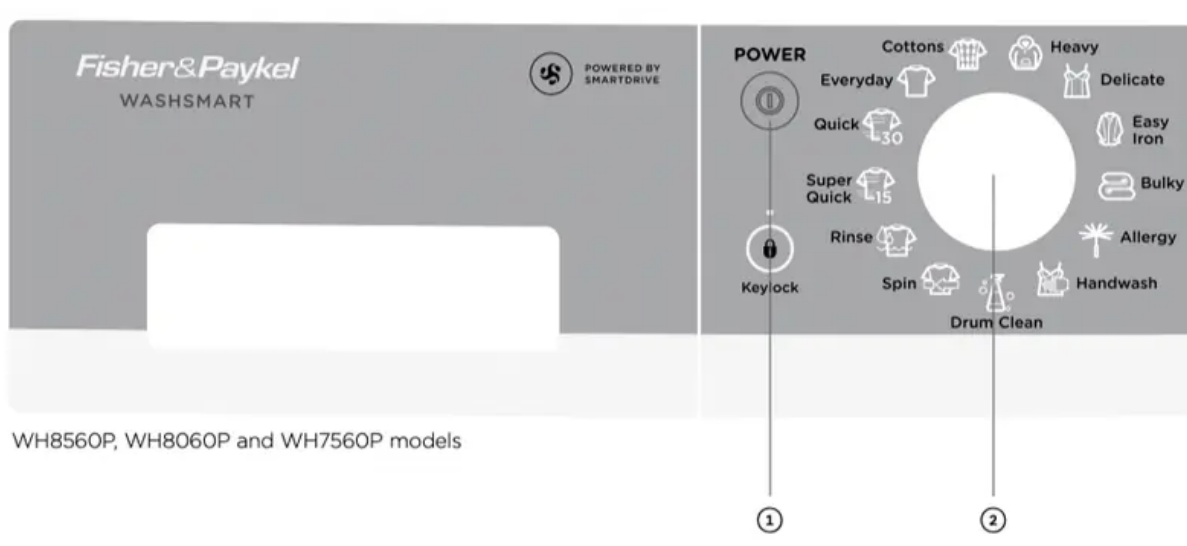 Fisher&Paykel
WASHSMART
POWERED BY
SMARTDRIVE
POWER
Keylock
Cottons
Heavy
Everyday
Delicate
Quick
30
Easy
Iron
Super
Quick
15
Bulky
Rinse
Allergy
Spin
Handwash
Drum Clean
WH8560P, WH8060P and WH7560P models
1
2